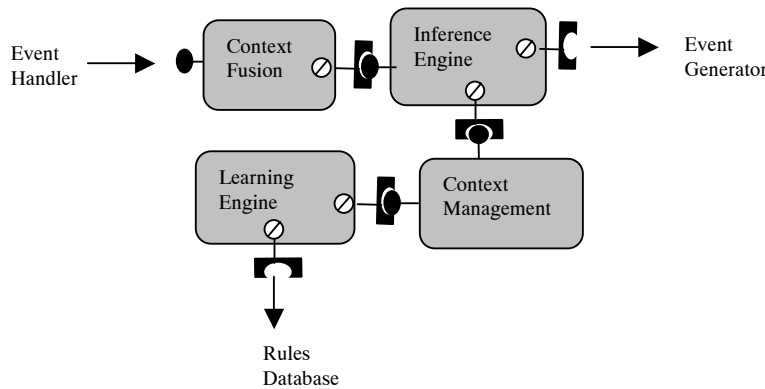 Event
Handler
Context
Fusion
Inference
Engine
Event
Generator
Learning
Engine
Context
Management
Rules
Database